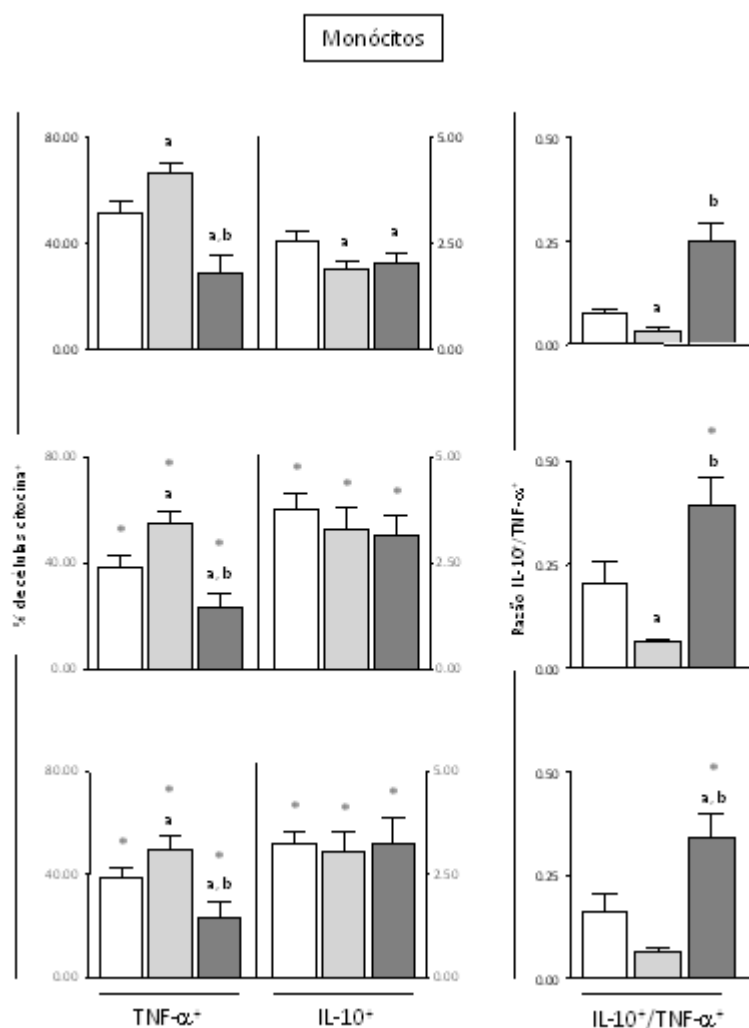 Monócitos
80.00
a
5.00
0.50
b
a,b
a
a
40.00
2.50
0.25
a
0.00
0.00
0.00
% de células citocina+
Razão IL-10+/TNF-α+
80.00
*
*
5.00
*
0.50
*
a
*
*
*
b
a,b
40.00
2.50
0.25
a
0.00
0.00
0.00
80.00
*
5.00
*
0.50
*
a
*
*
*
*
a,b
a,b
40.00
2.50
0.25
0.00
0.00
0.00
TNF-α+
IL-10+
IL-10+/TNF-α+